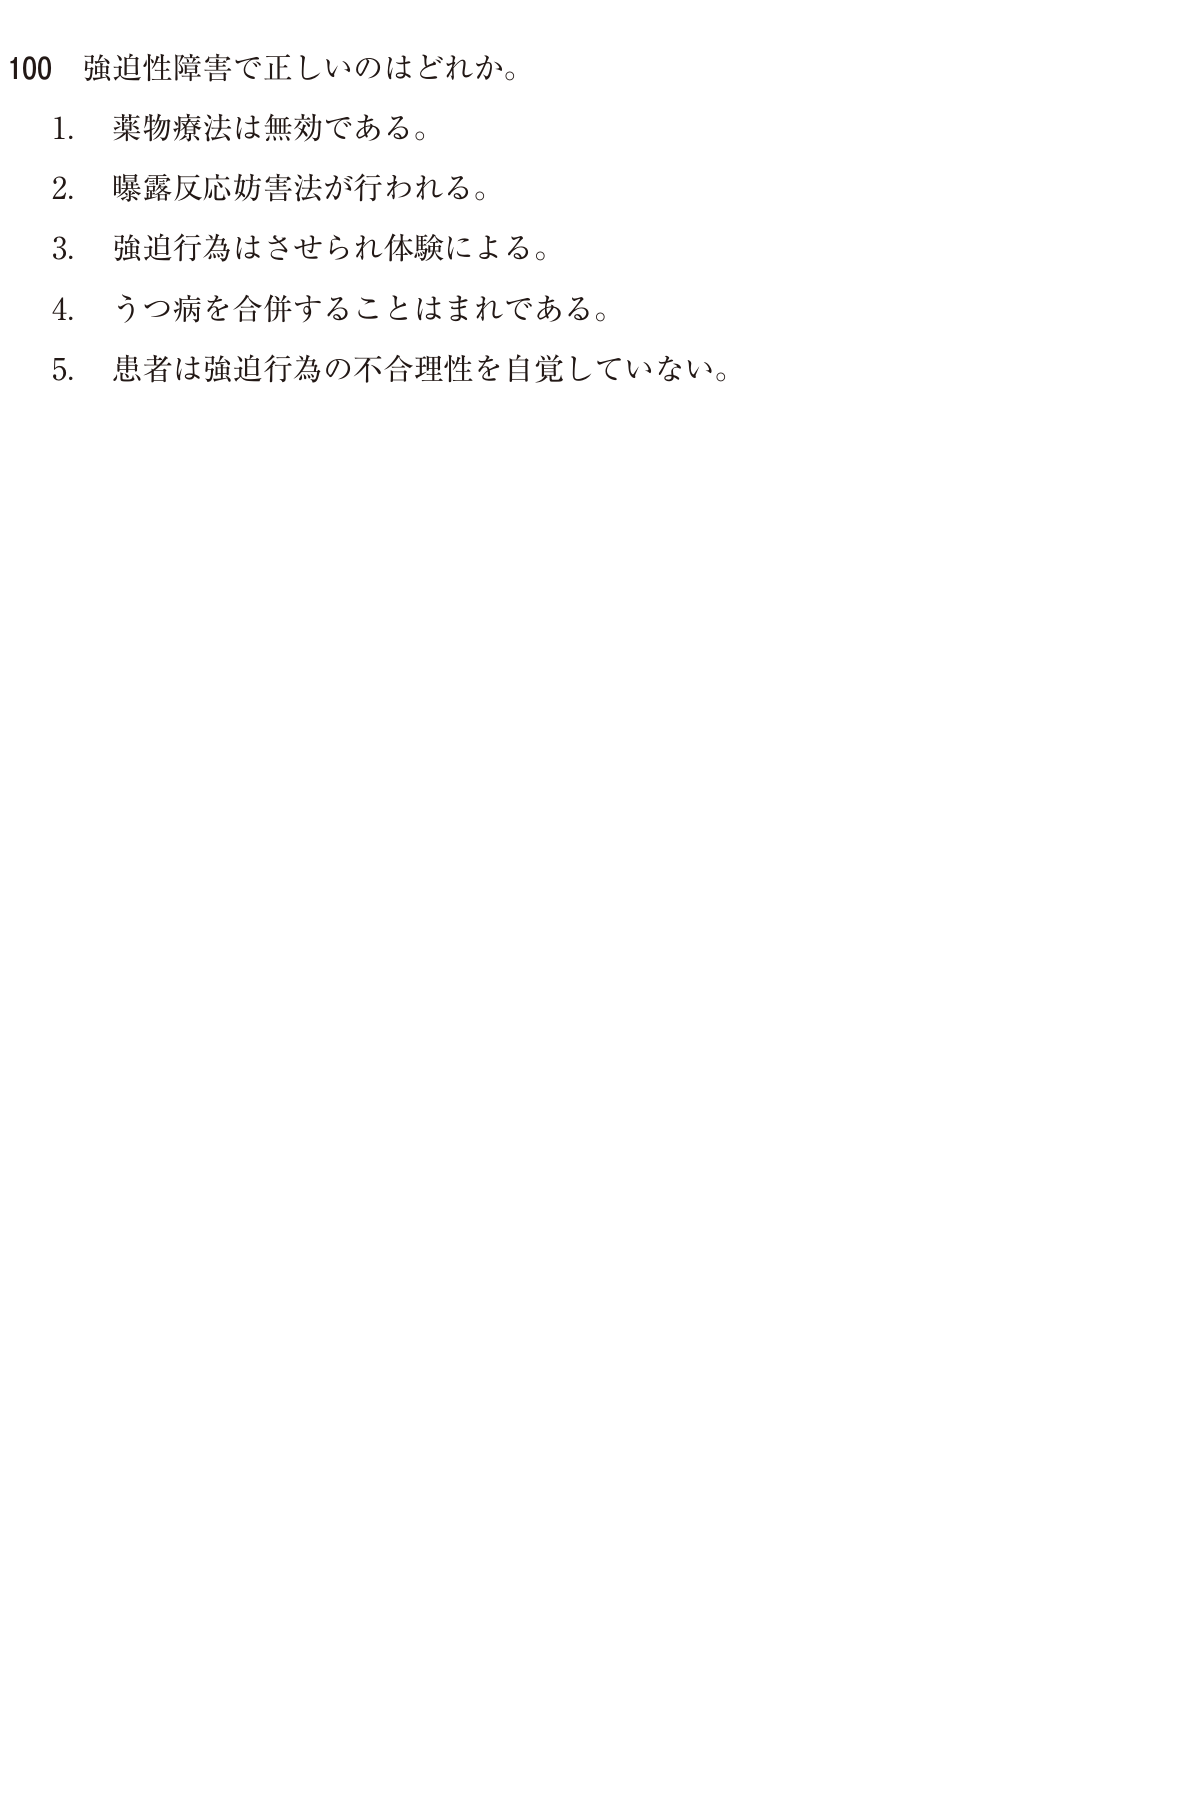 100 強迫性障害で正しいのはどれか。
1. 薬物療法は無効である。
2. 曝露反応妨害法が行われる。
3. 強迫行為はさせられ体験による。
4. うつ病を合併することはまれである。
5. 患者は強迫行為の不合理性を自覚していない。